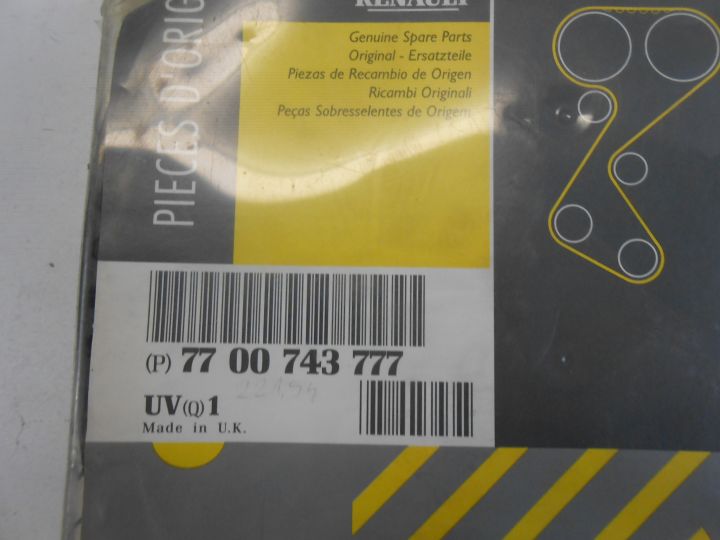 RENAULT
Genuine Spare Parts
Original - Ersatzteile
Piezas de Recambio de Origen
Ricambi Originali
Peças Sobresselentes de Origem
PIECES D'ORIG
(P) 77 00 743 777
UV(Q)1
Made in U.K.